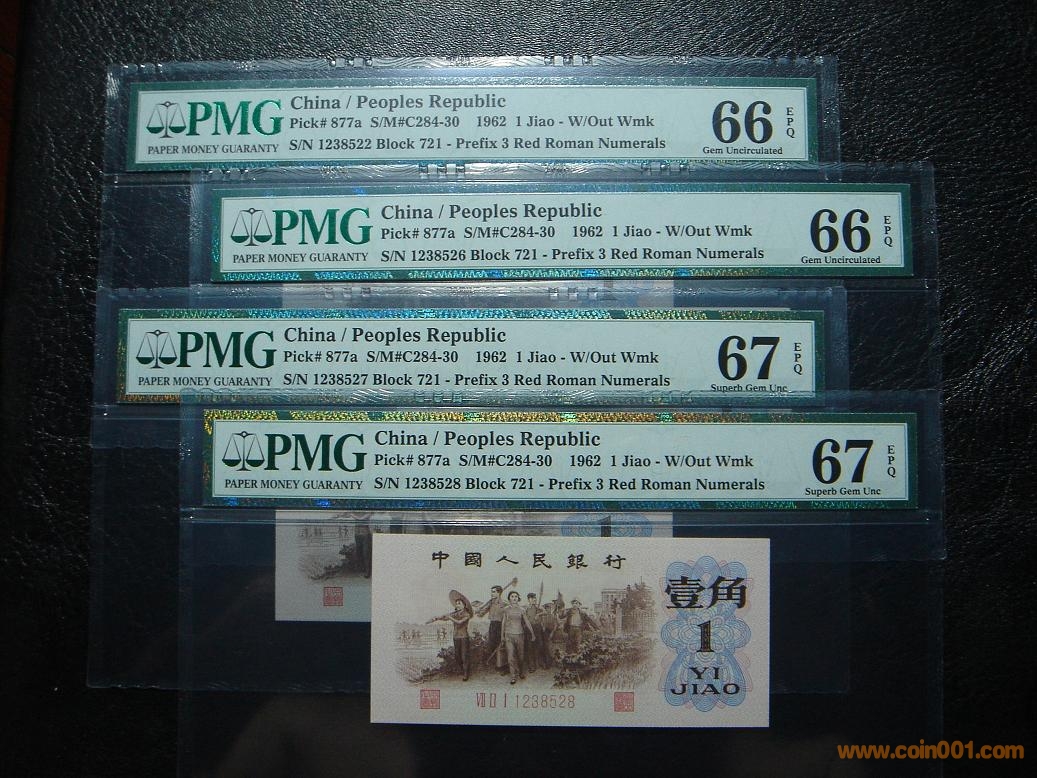 PMG
PAPER MONEY GUARANTY
China / Peoples Republic
Pick# 877a S/M#C284-30 1962 1 Jiao - W/Out Wmk
S/N 1238522 Block 721 - Prefix 3 Red Roman Numerals
66
EPQ
Gem Uncirculated
PMG
PAPER MONEY GUARANTY
China / Peoples Republic
Pick# 877a S/M#C284-30 1962 1 Jiao - W/Out Wmk
S/N 1238526 Block 721 - Prefix 3 Red Roman Numerals
66
EPQ
Gem Uncirculated
PMG
PAPER MONEY GUARANTY
China / Peoples Republic
Pick# 877a S/M#C284-30 1962 1 Jiao - W/Out Wmk
S/N 1238527 Block 721 - Prefix 3 Red Roman Numerals
67
EPQ
Superb Gem Unc
PMG
PAPER MONEY GUARANTY
China / Peoples Republic
Pick# 877a S/M#C284-30 1962 1 Jiao - W/Out Wmk
S/N 1238528 Block 721 - Prefix 3 Red Roman Numerals
67
EPQ
Superb Gem Unc
1
中國人民銀行
壹角
1
YI
JIAO
VII II I 1238528
www.coin001.com